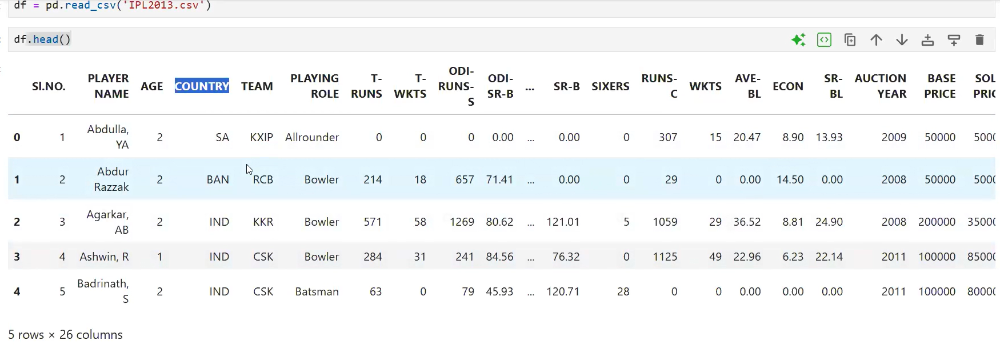 df = pd.read_csv('IPL2013.csv')
df.head()
Sl.NO. PLAYER NAME AGE COUNTRY TEAM PLAYING ROLE T-RUNS T-WKTS ODI-RUNS-S ODI-SR-B ... SR-B SIXERS RUNS-C WKTS AVE-BL ECON SR-BL AUCTION YEAR BASE PRICE
0 1 Abdulla, YA 2 SA KXIP Allrounder 0 0 0 0.00 ... 0.00 0 307 15 20.47 8.90 13.93 2009 50000
1 2 Abdur Razzak 2 BAN RCB Bowler 214 18 657 71.41 ... 0.00 0 29 0 0.00 14.50 0.00 2008 50000
2 3 Agarkar, AB 2 IND KKR Bowler 571 58 1269 80.62 ... 121.01 5 1059 29 36.52 8.81 24.90 2008 200000
3 4 Ashwin, R 1 IND CSK Bowler 284 31 241 84.56 ... 76.32 0 1125 49 22.96 6.23 22.14 2011 100000
4 5 Badrinath, S 2 IND CSK Batsman 63 0 79 45.93 ... 120.71 28 0 0 0.00 0.00 0.00 2011 100000
5 rows × 26 columns